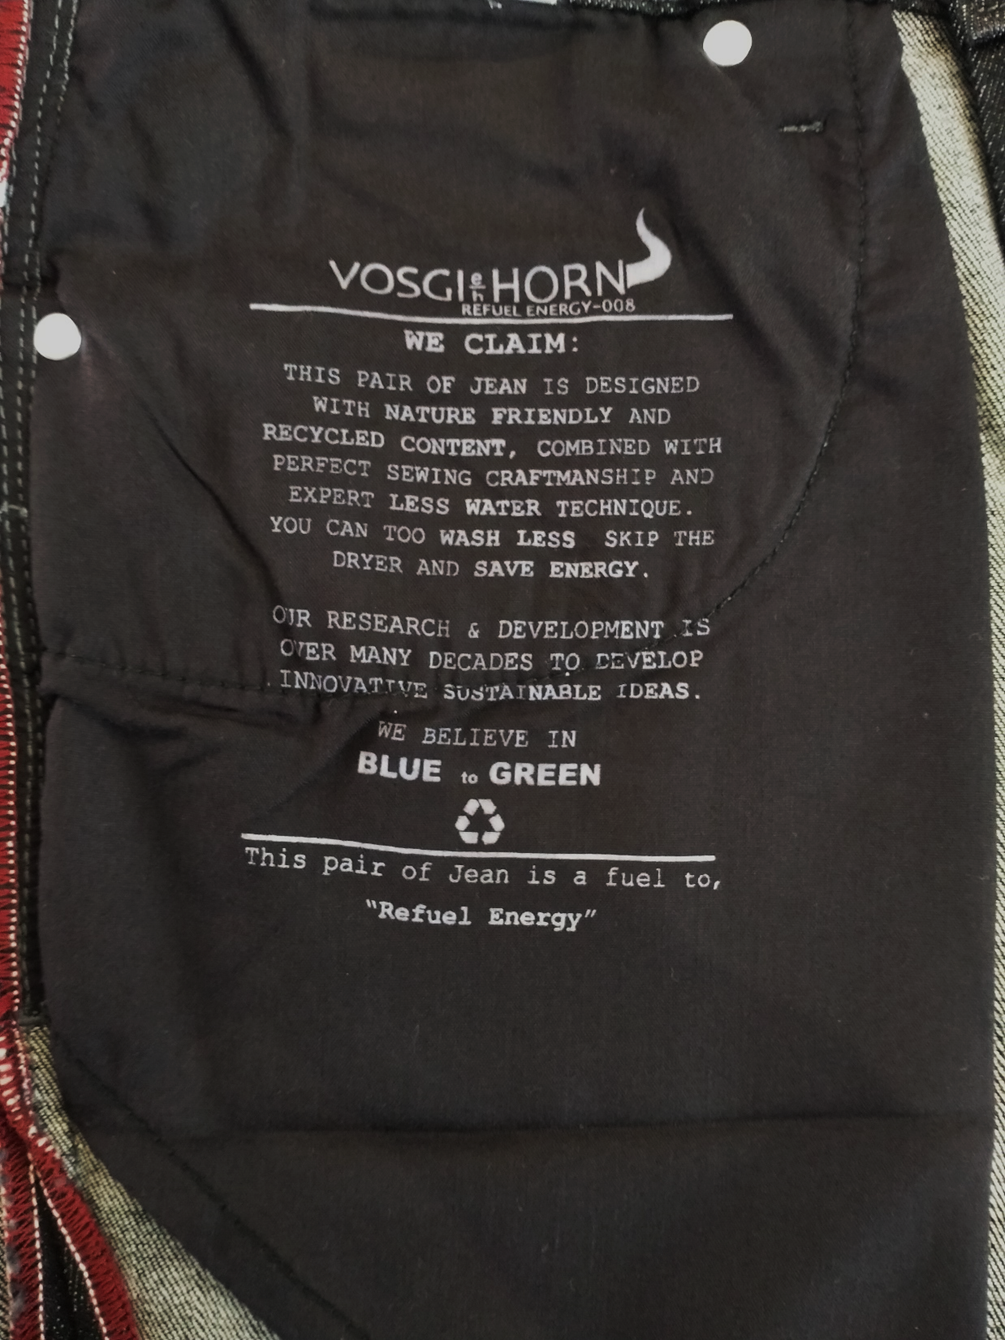 VOSGI eh HORN
REFUEL ENERGY-008
WE CLAIM:
THIS PAIR OF JEAN IS DESIGNED
WITH NATURE FRIENDLY AND
RECYCLED CONTENT, COMBINED WITH
PERFECT SEWING CRAFTMANSHIP AND
EXPERT LESS WATER TECHNIQUE.
YOU CAN TOO WASH LESS SKIP THE
DRYER AND SAVE ENERGY.
OUR RESEARCH & DEVELOPMENT IS
OVER MANY DECADES TO DEVELOP
INNOVATIVE SUSTAINABLE IDEAS.
WE BELIEVE IN
BLUE to GREEN
This pair of Jean is a fuel to,
"Refuel Energy"